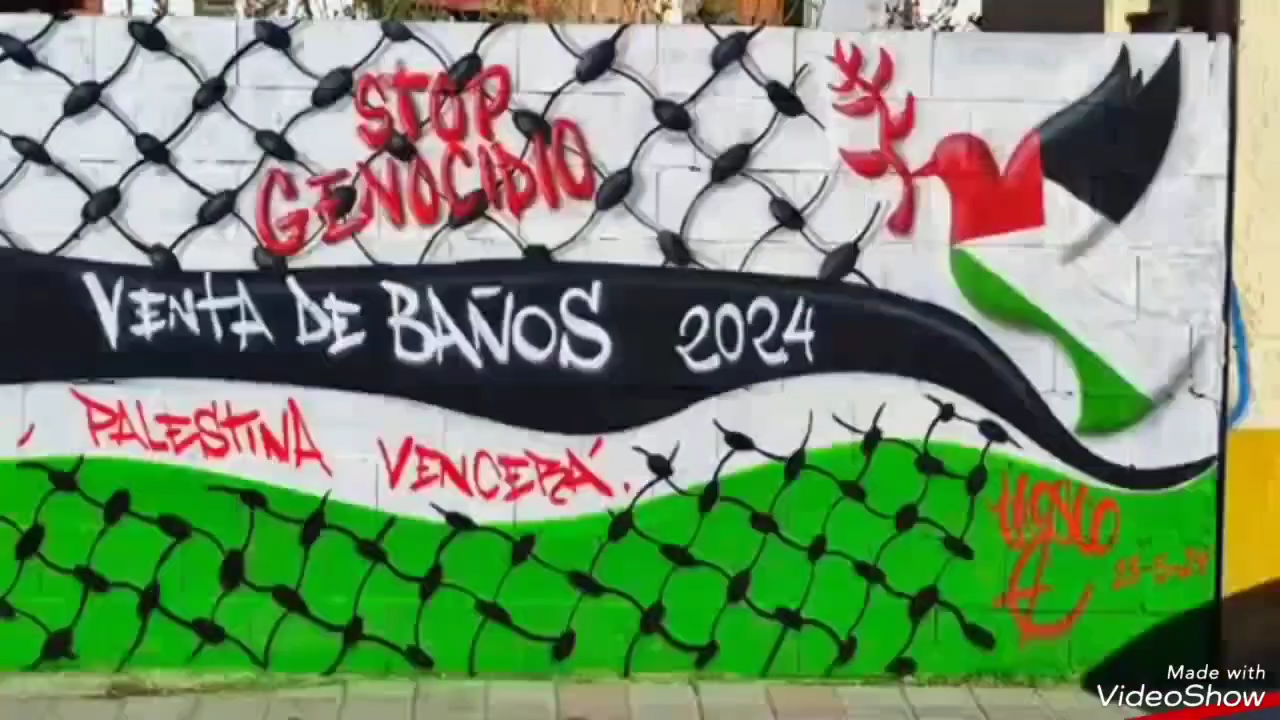 STOP
GENOCIDIO
VENTA DE BAÑOS 2024
PALESTINA VENCERÁ.
Made with
VideoShow